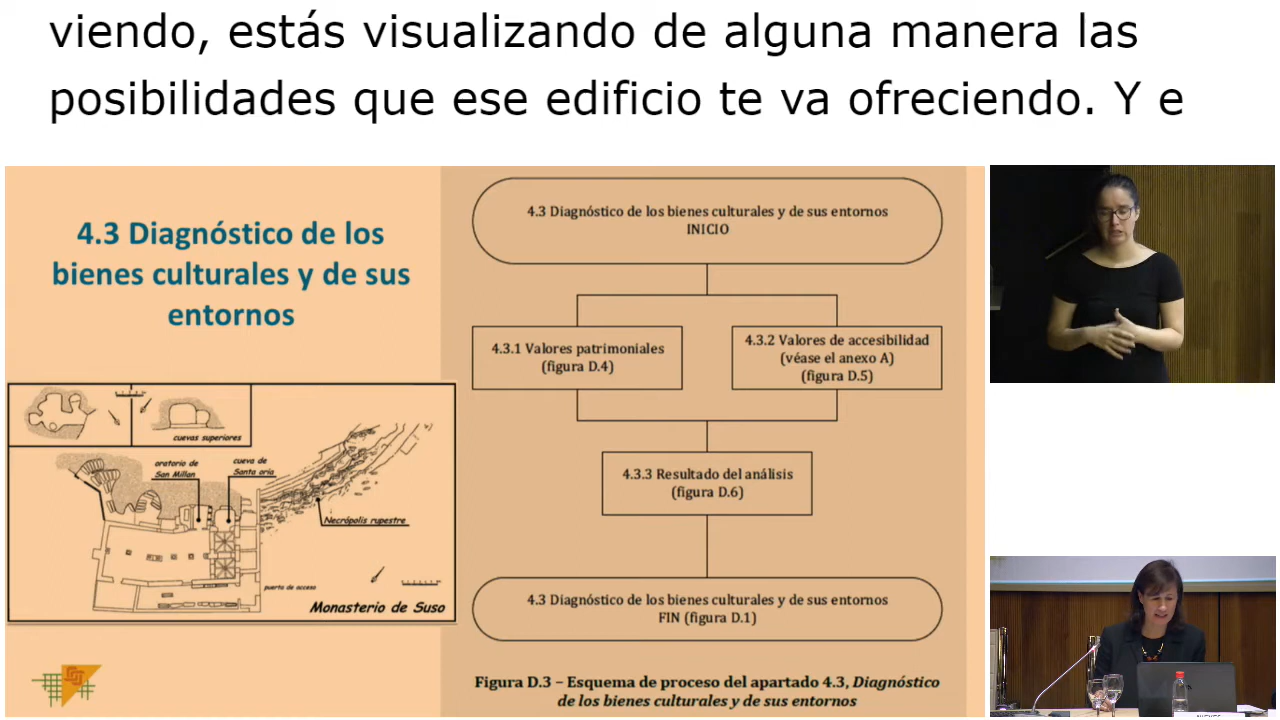 viendo, estás visualizando de alguna manera las
posibilidades que ese edificio te va ofreciendo. Y e
4.3 Diagnóstico de los
bienes culturales y de sus
entornos
cuevas superiores
oratorio de
San Millan
cueva de
Santa oria
Necrópolis rupestre
puerta de acceso
Monasterio de Suso
4.3 Diagnóstico de los bienes culturales y de sus entornos
INICIO
4.3.1 Valores patrimoniales
(figura D.4)
4.3.2 Valores de accesibilidad
(véase el anexo A)
(figura D.5)
4.3.3 Resultado del análisis
(figura D.6)
4.3 Diagnóstico de los bienes culturales y de sus entornos
FIN (figura D.1)
Figura D.3 – Esquema de proceso del apartado 4.3, Diagnóstico
de los bienes culturales y de sus entornos